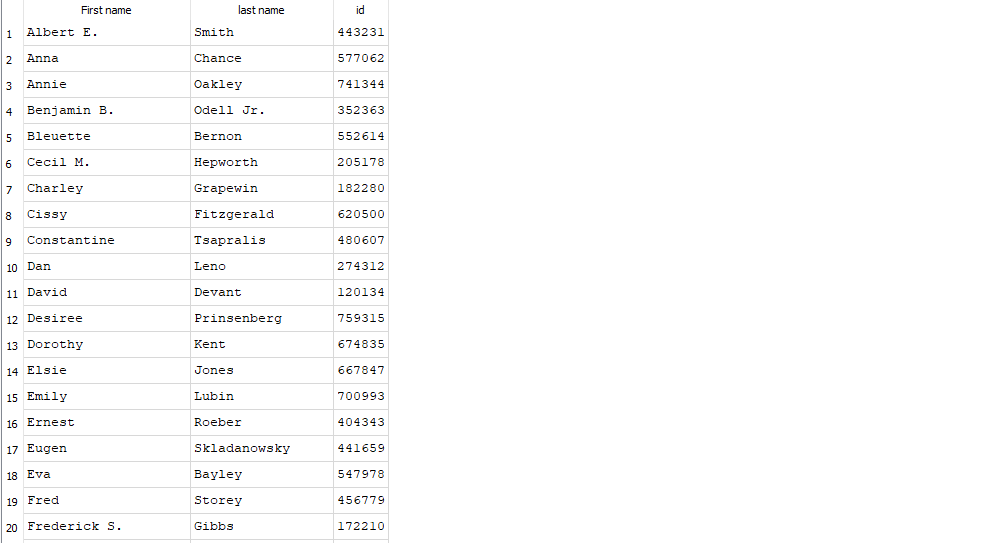 First name last name id
1 Albert E. Smith 443231
2 Anna Chance 577062
3 Annie Oakley 741344
4 Benjamin B. Odell Jr. 352363
5 Bleuette Bernon 552614
6 Cecil M. Hepworth 205178
7 Charley Grapewin 182280
8 Cissy Fitzgerald 620500
9 Constantine Tsapralis 480607
10 Dan Leno 274312
11 David Devant 120134
12 Desiree Prinsenberg 759315
13 Dorothy Kent 674835
14 Elsie Jones 667847
15 Emily Lubin 700993
16 Ernest Roeber 404343
17 Eugen Skladanowsky 441659
18 Eva Bayley 547978
19 Fred Storey 456779
20 Frederick S. Gibbs 172210